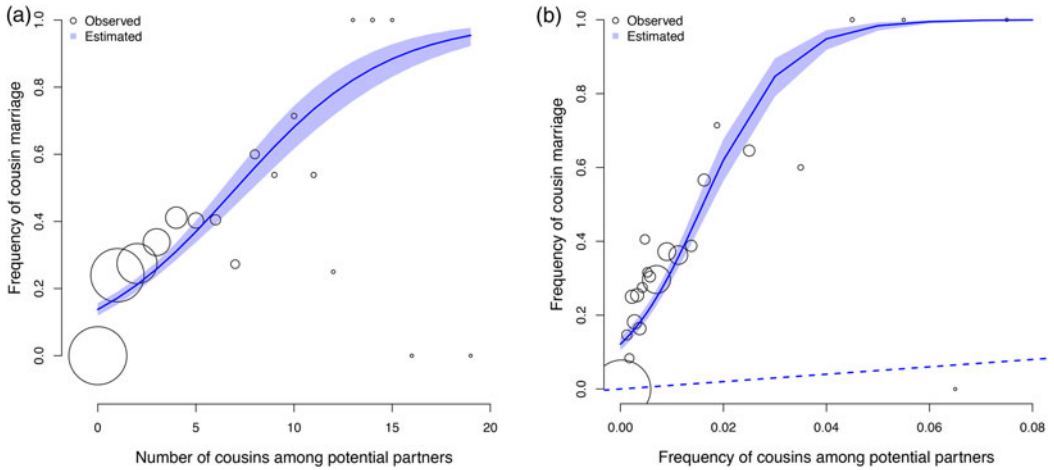 (a)
Observed
Estimated
Frequency of cousin marriage
1.0
0.8
0.6
0.4
0.2
0.0
0 5 10 15 20
Number of cousins among potential partners
(b)
Observed
Estimated
Frequency of cousin marriage
1.0
0.8
0.6
0.4
0.2
0.0
0.00 0.02 0.04 0.06 0.08
Frequency of cousins among potential partners